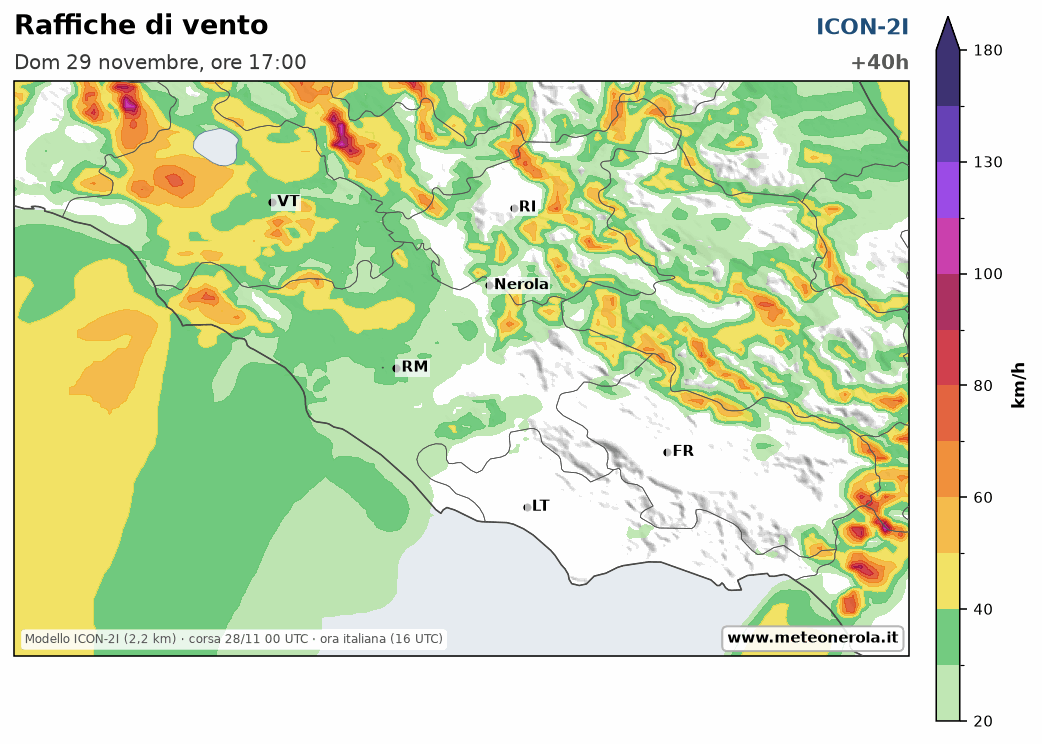 Raffiche di vento
ICON-2I
Dom 29 novembre, ore 17:00
+40h
180
130
100
80
60
40
20
km/h
VT
RI
Nerola
RM
FR
LT
Modello ICON-2I (2,2 km) · corsa 28/11 00 UTC · ora italiana (16 UTC)
www.meteonerola.it